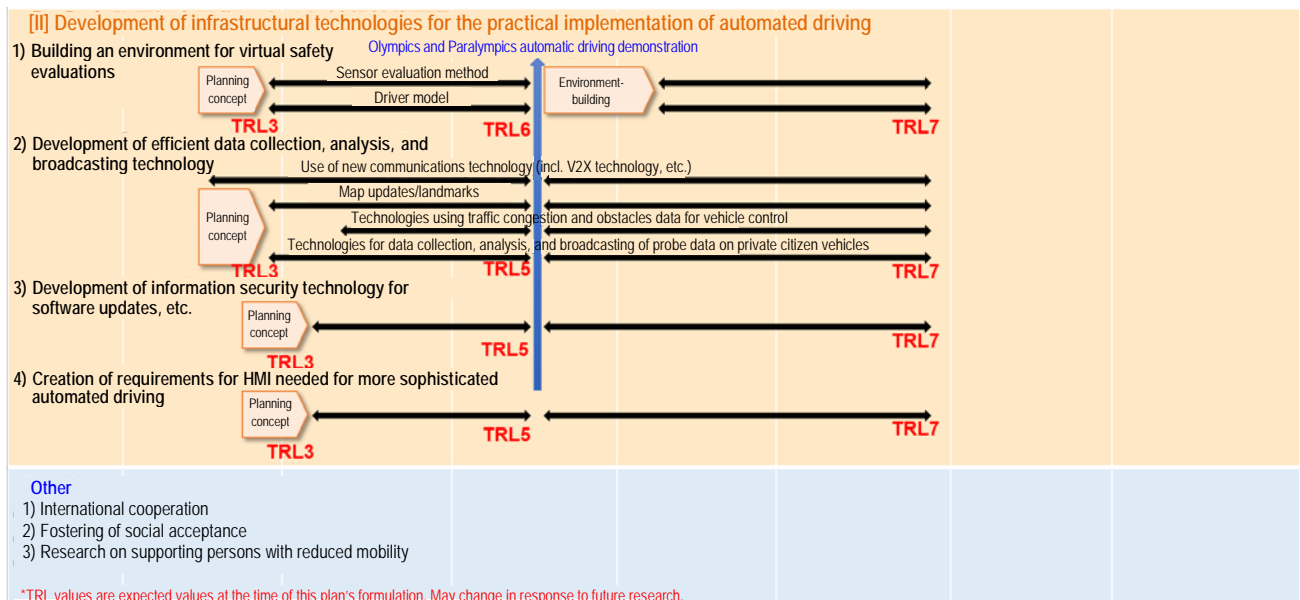 [II] Development of infrastructural technologies for the practical implementation of automated driving
1) Building an environment for virtual safety
evaluations
Olympics and Paralympics automatic driving demonstration
Planning
concept
Sensor evaluation method
Driver model
Environment-
building
TRL3
TRL6
TRL7
2) Development of efficient data collection, analysis, and
broadcasting technology
Use of new communications technology (incl. V2X technology, etc.)
Map updates/landmarks
Planning
concept
Technologies using traffic congestion and obstacles data for vehicle control
Technologies for data collection, analysis, and broadcasting of probe data on private citizen vehicles
TRL3
TRL5
TRL7
3) Development of information security technology for
software updates, etc.
Planning
concept
TRL3
TRL5
TRL7
4) Creation of requirements for HMI needed for more sophisticated
automated driving
Planning
concept
TRL3
TRL5
TRL7
Other
1) International cooperation
2) Fostering of social acceptance
3) Research on supporting persons with reduced mobility
*TRL values are expected values at the time of this plan's formulation. May change in response to future research.